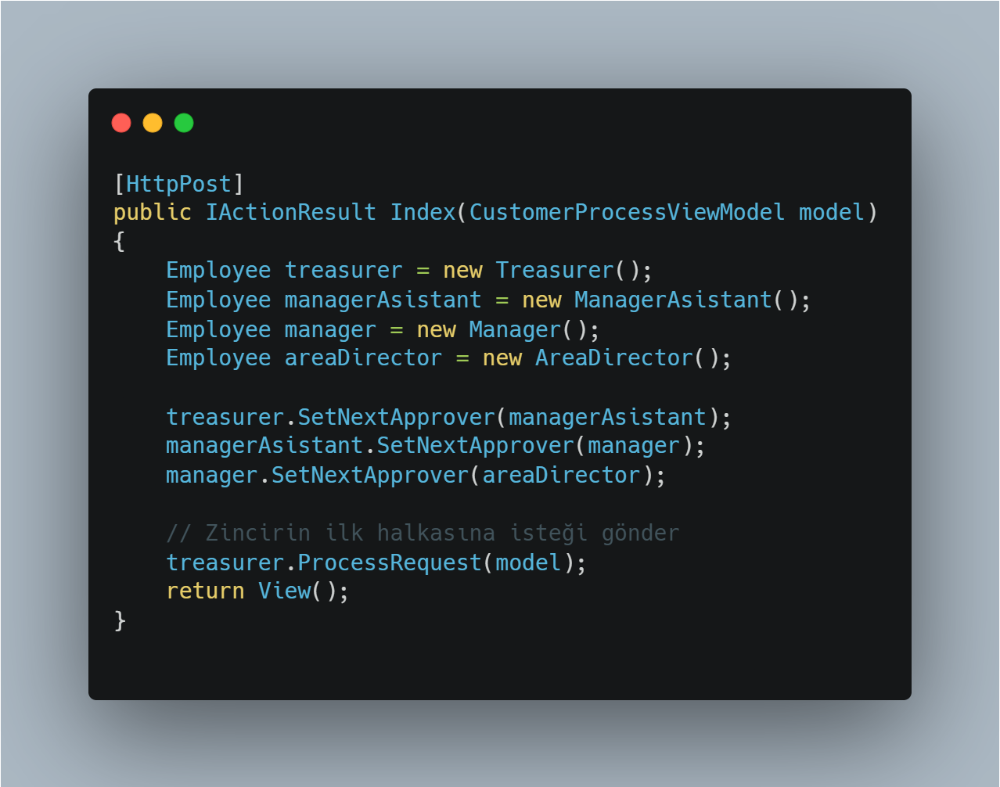 [HttpPost]
public IActionResult Index(CustomerProcessViewModel model)
{
    Employee treasurer = new Treasurer();
    Employee managerAsistant = new ManagerAsistant();
    Employee manager = new Manager();
    Employee areaDirector = new AreaDirector();
    treasurer.SetNextApprover(managerAsistant);
    managerAsistant.SetNextApprover(manager);
    manager.SetNextApprover(areaDirector);
    // Zincirin ilk halkasına isteği gönder
    treasurer.ProcessRequest(model);
    return View();
}